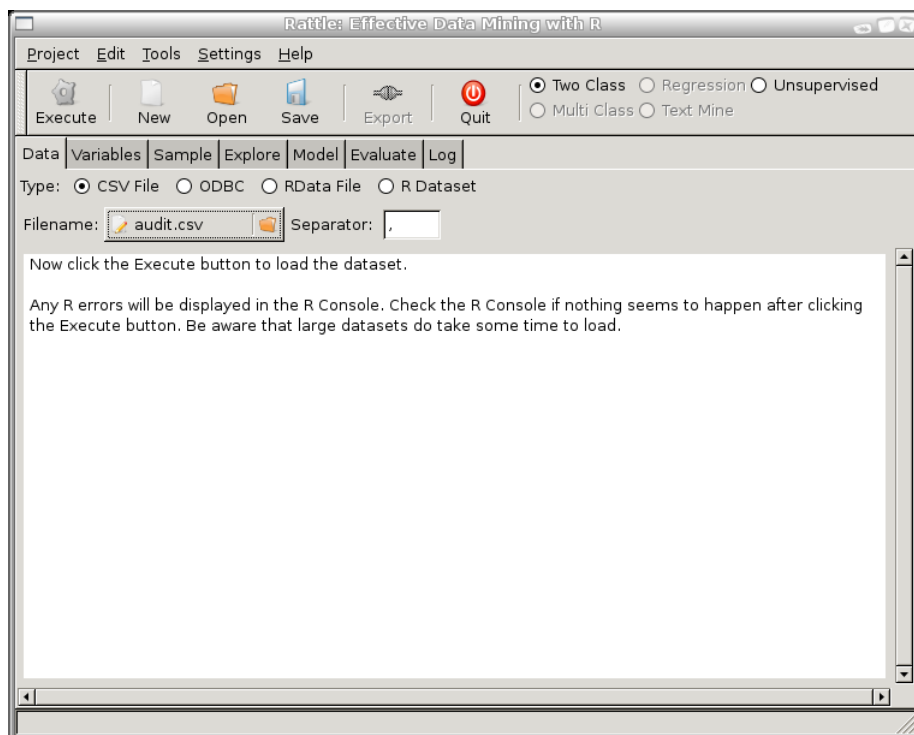 Rattle: Effective Data Mining with R
Project Edit Tools Settings Help
Execute New Open Save Export Quit
Two Class Regression Unsupervised
Multi Class Text Mine
Data Variables Sample Explore Model Evaluate Log
Type: CSV File ODBC RData File R Dataset
Filename: audit.csv Separator: ,
Now click the Execute button to load the dataset.
Any R errors will be displayed in the R Console. Check the R Console if nothing seems to happen after clicking
the Execute button. Be aware that large datasets do take some time to load.